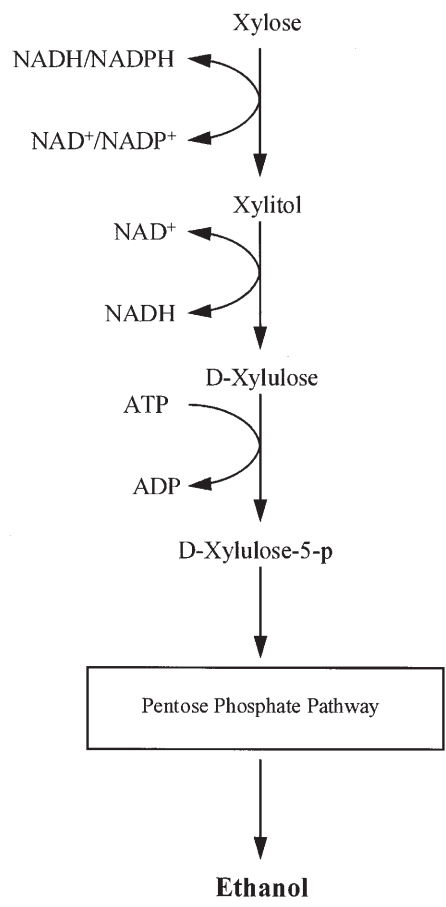 Xylose
NADH/NADPH
NAD⁺/NADP⁺
Xylitol
NAD⁺
NADH
D-Xylulose
ATP
ADP
D-Xylulose-5-p
Pentose Phosphate Pathway
Ethanol